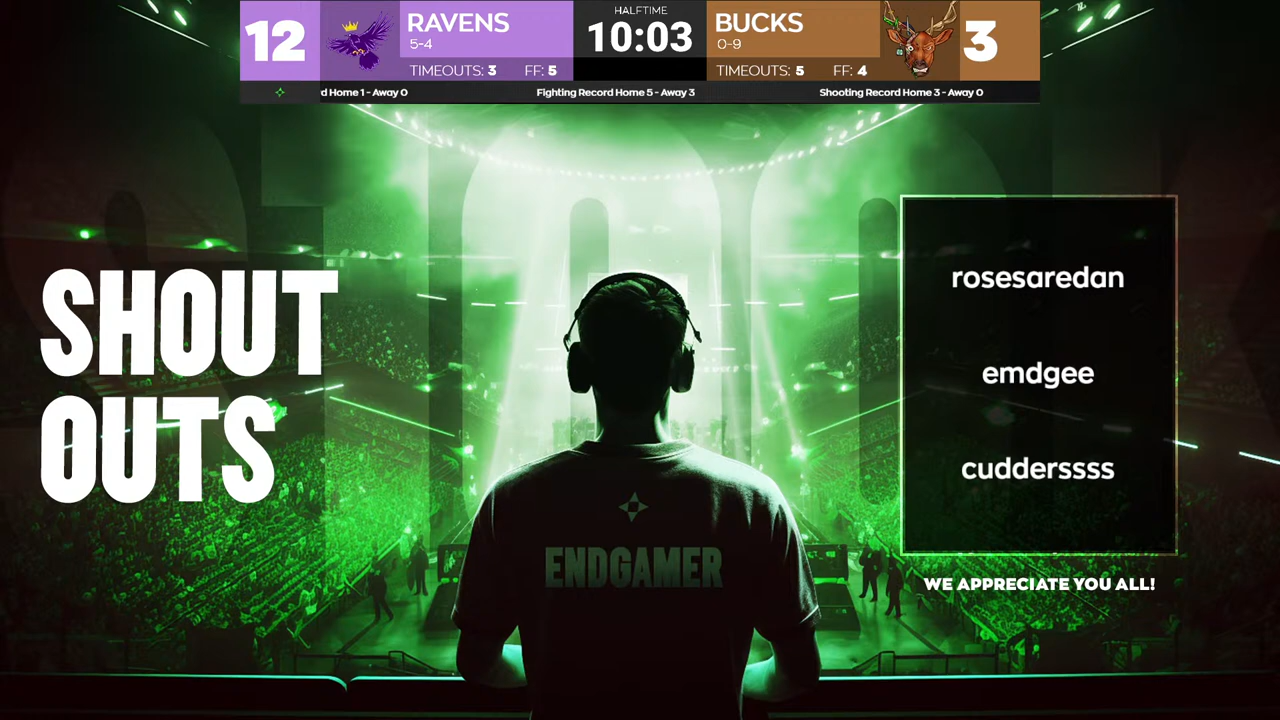 12
RAVENS
5-4
TIMEOUTS: 3
FF: 5
HALFTIME
10:03
BUCKS
0-9
TIMEOUTS: 5
FF: 4
3
d Home 1 - Away 0
Fighting Record Home 5 - Away 3
Shooting Record Home 3 - Away 0
SHOUT
OUTS
rosesaredan
emdgee
cudderssss
WE APPRECIATE YOU ALL!
ENDGAMER